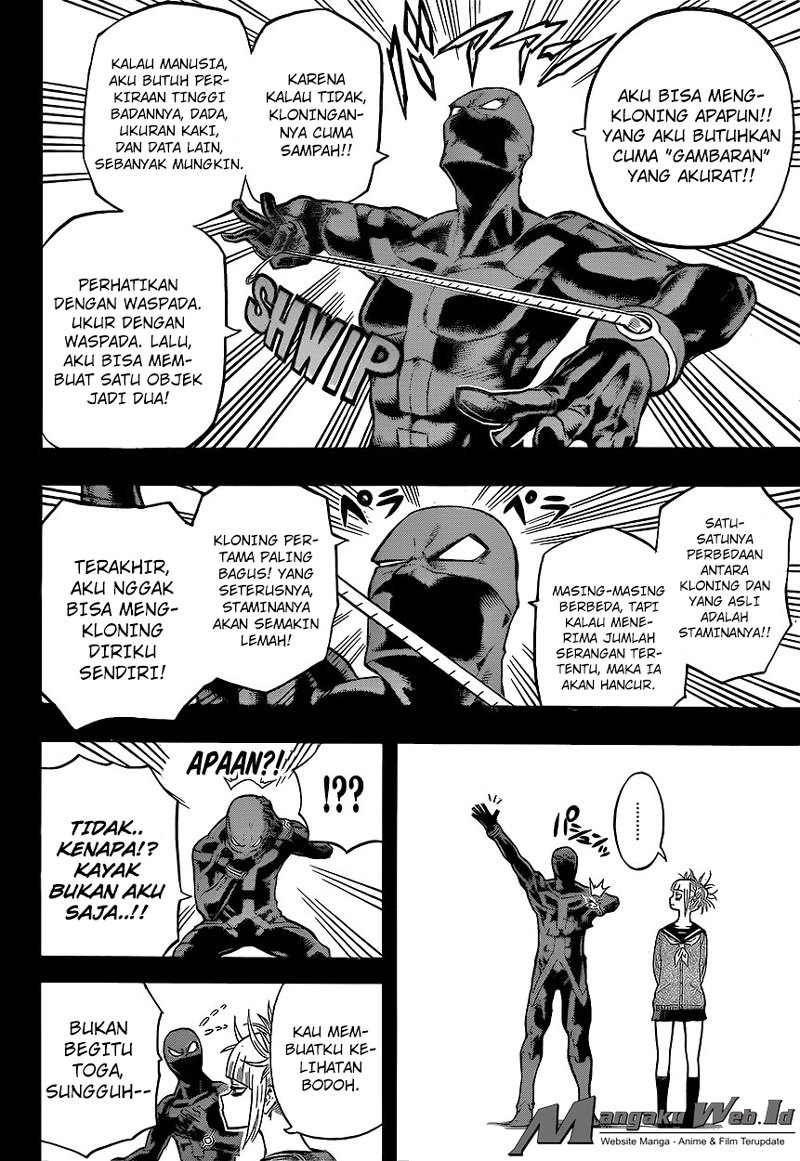 AKU BISA MENG-
KLONING APAPUN!!
YANG AKU BUTUHKAN
CUMA "GAMBARAN"
YANG AKURAT!!
KARENA
KALAU TIDAK,
KLONINGAN-
NYA CUMA
SAMPAH!!
KALAU MANUSIA,
AKU BUTUH PER-
KIRAAN TINGGI
BADANNYA, DADA,
UKURAN KAKI,
DAN DATA LAIN,
SEBANYAK MUNGKIN.
PERHATIKAN
DENGAN WASPADA.
UKUR DENGAN
WASPADA. LALU,
AKU BISA MEM-
BUAT SATU OBJEK
JADI DUA!
SHWIP
SATU-
SATUNYA
PERBEDAAN
ANTARA
KLONING DAN
YANG ASLI
ADALAH
STAMINANYA!!
MASING-MASING
BERBEDA, TAPI
KALAU MENE-
RIMA JUMLAH
SERANGAN TER-
TENTU, MAKA IA
AKAN HANCUR.
ペラ
ペラ
KLONING PER-
TAMA PALING
BAGUS! YANG
SETERUSNYA,
STAMINANYA
AKAN SEMAKIN
LEMAH!
TERAKHIR,
AKU NGGAK
BISA MENG-
KLONING
DIRIKU
SENDIRI!
.........
APAAN?!
!??
TIDAK..
KENAPA!?
KAYAK
BUKAN AKU
SAJA..!!
KAU MEM-
BUATKU KE-
LIHATAN
BODOH.
BUKAN
BEGITU
TOGA,
SUNGGUH--
Mangaku Web.Id
Website Manga - Anime & Film Terupdate